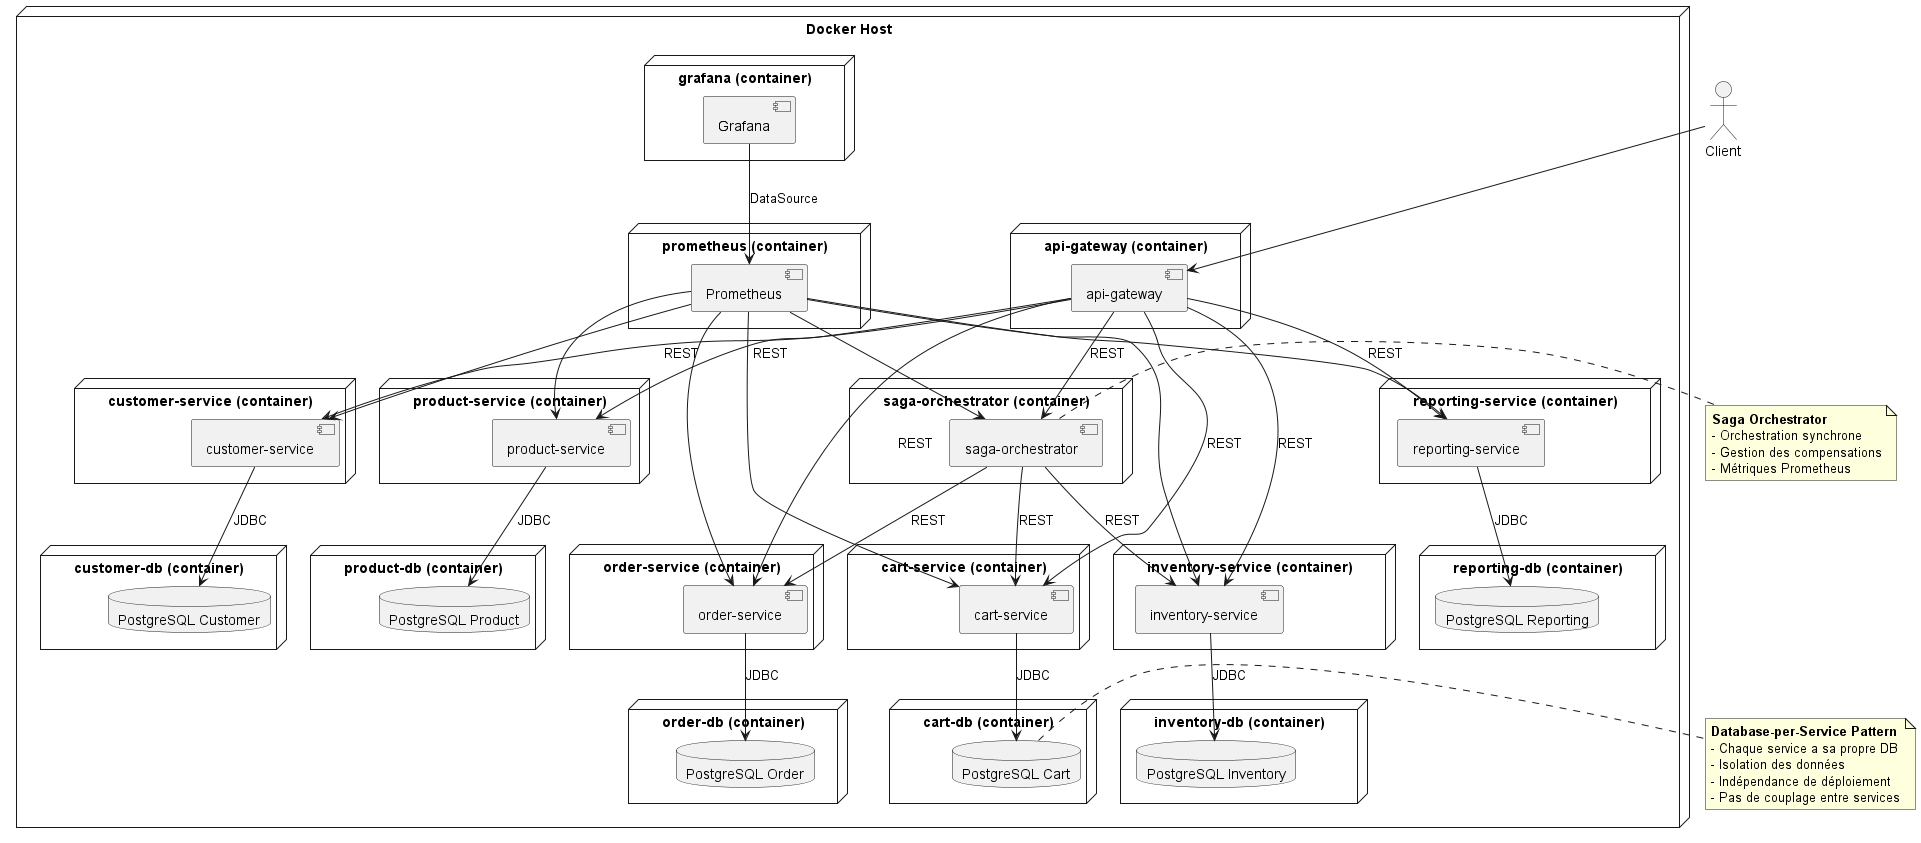 Docker Host
grafana (container)
Grafana
Client
DataSource
prometheus (container)
api-gateway (container)
Prometheus
api-gateway
REST
REST
REST
REST
customer-service (container)
product-service (container)
saga-orchestrator (container)
reporting-service (container)
Saga Orchestrator
- Orchestration synchrone
- Gestion des compensations
- Métriques Prometheus
customer-service
product-service
REST
saga-orchestrator
REST
REST
reporting-service
JDBC
JDBC
REST
REST
REST
JDBC
customer-db (container)
product-db (container)
order-service (container)
cart-service (container)
inventory-service (container)
reporting-db (container)
PostgreSQL Customer
PostgreSQL Product
order-service
cart-service
inventory-service
PostgreSQL Reporting
JDBC
JDBC
JDBC
order-db (container)
cart-db (container)
inventory-db (container)
Database-per-Service Pattern
- Chaque service a sa propre DB
- Isolation des données
- Indépendance de déploiement
- Pas de couplage entre services
PostgreSQL Order
PostgreSQL Cart
PostgreSQL Inventory